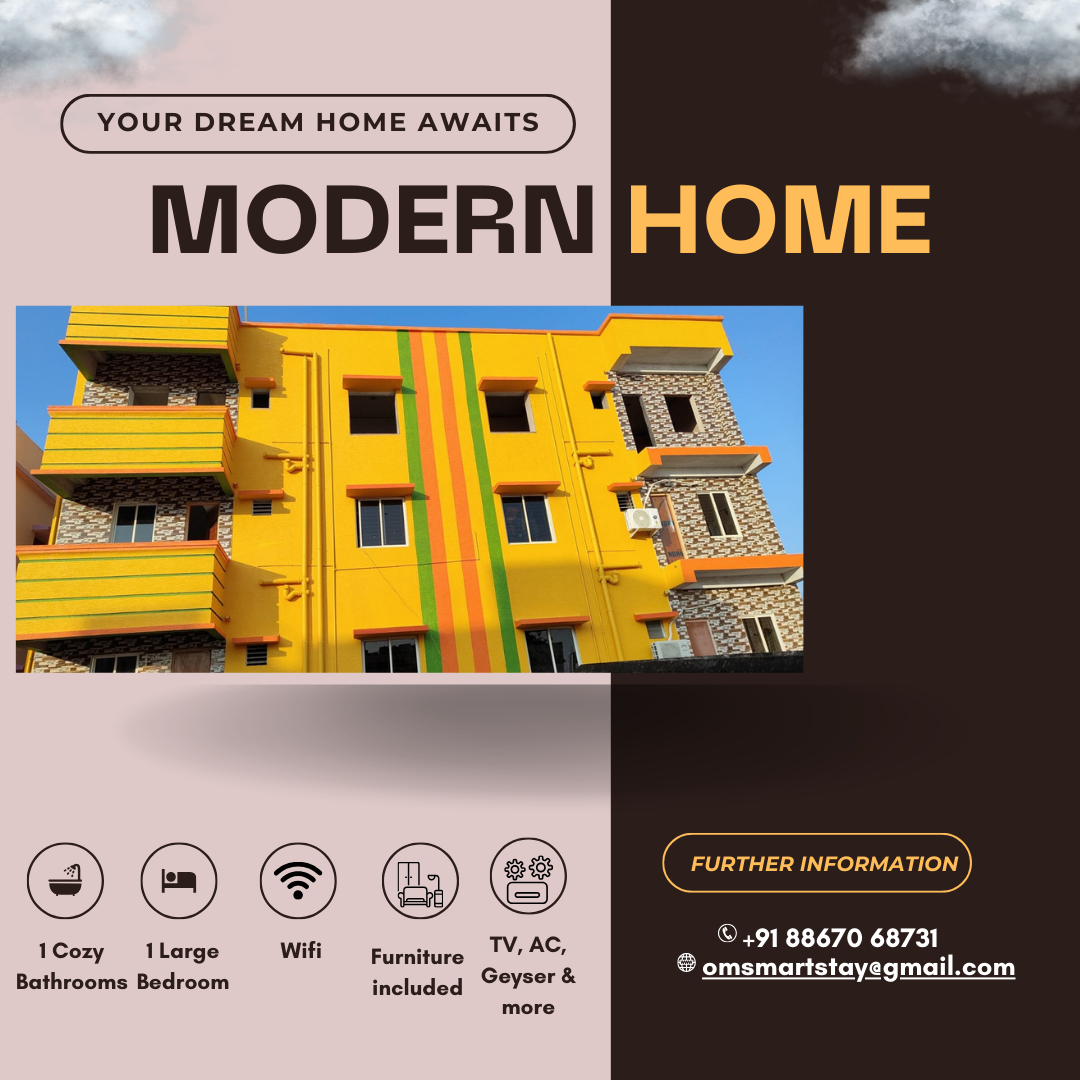 YOUR DREAM HOME AWAITS
MODERN HOME
1 Cozy
Bathrooms
1 Large
Bedroom
Wifi
Furniture
included
TV, AC,
Geyser &
more
FURTHER INFORMATION
+91 88670 68731
omsmartstay@gmail.com